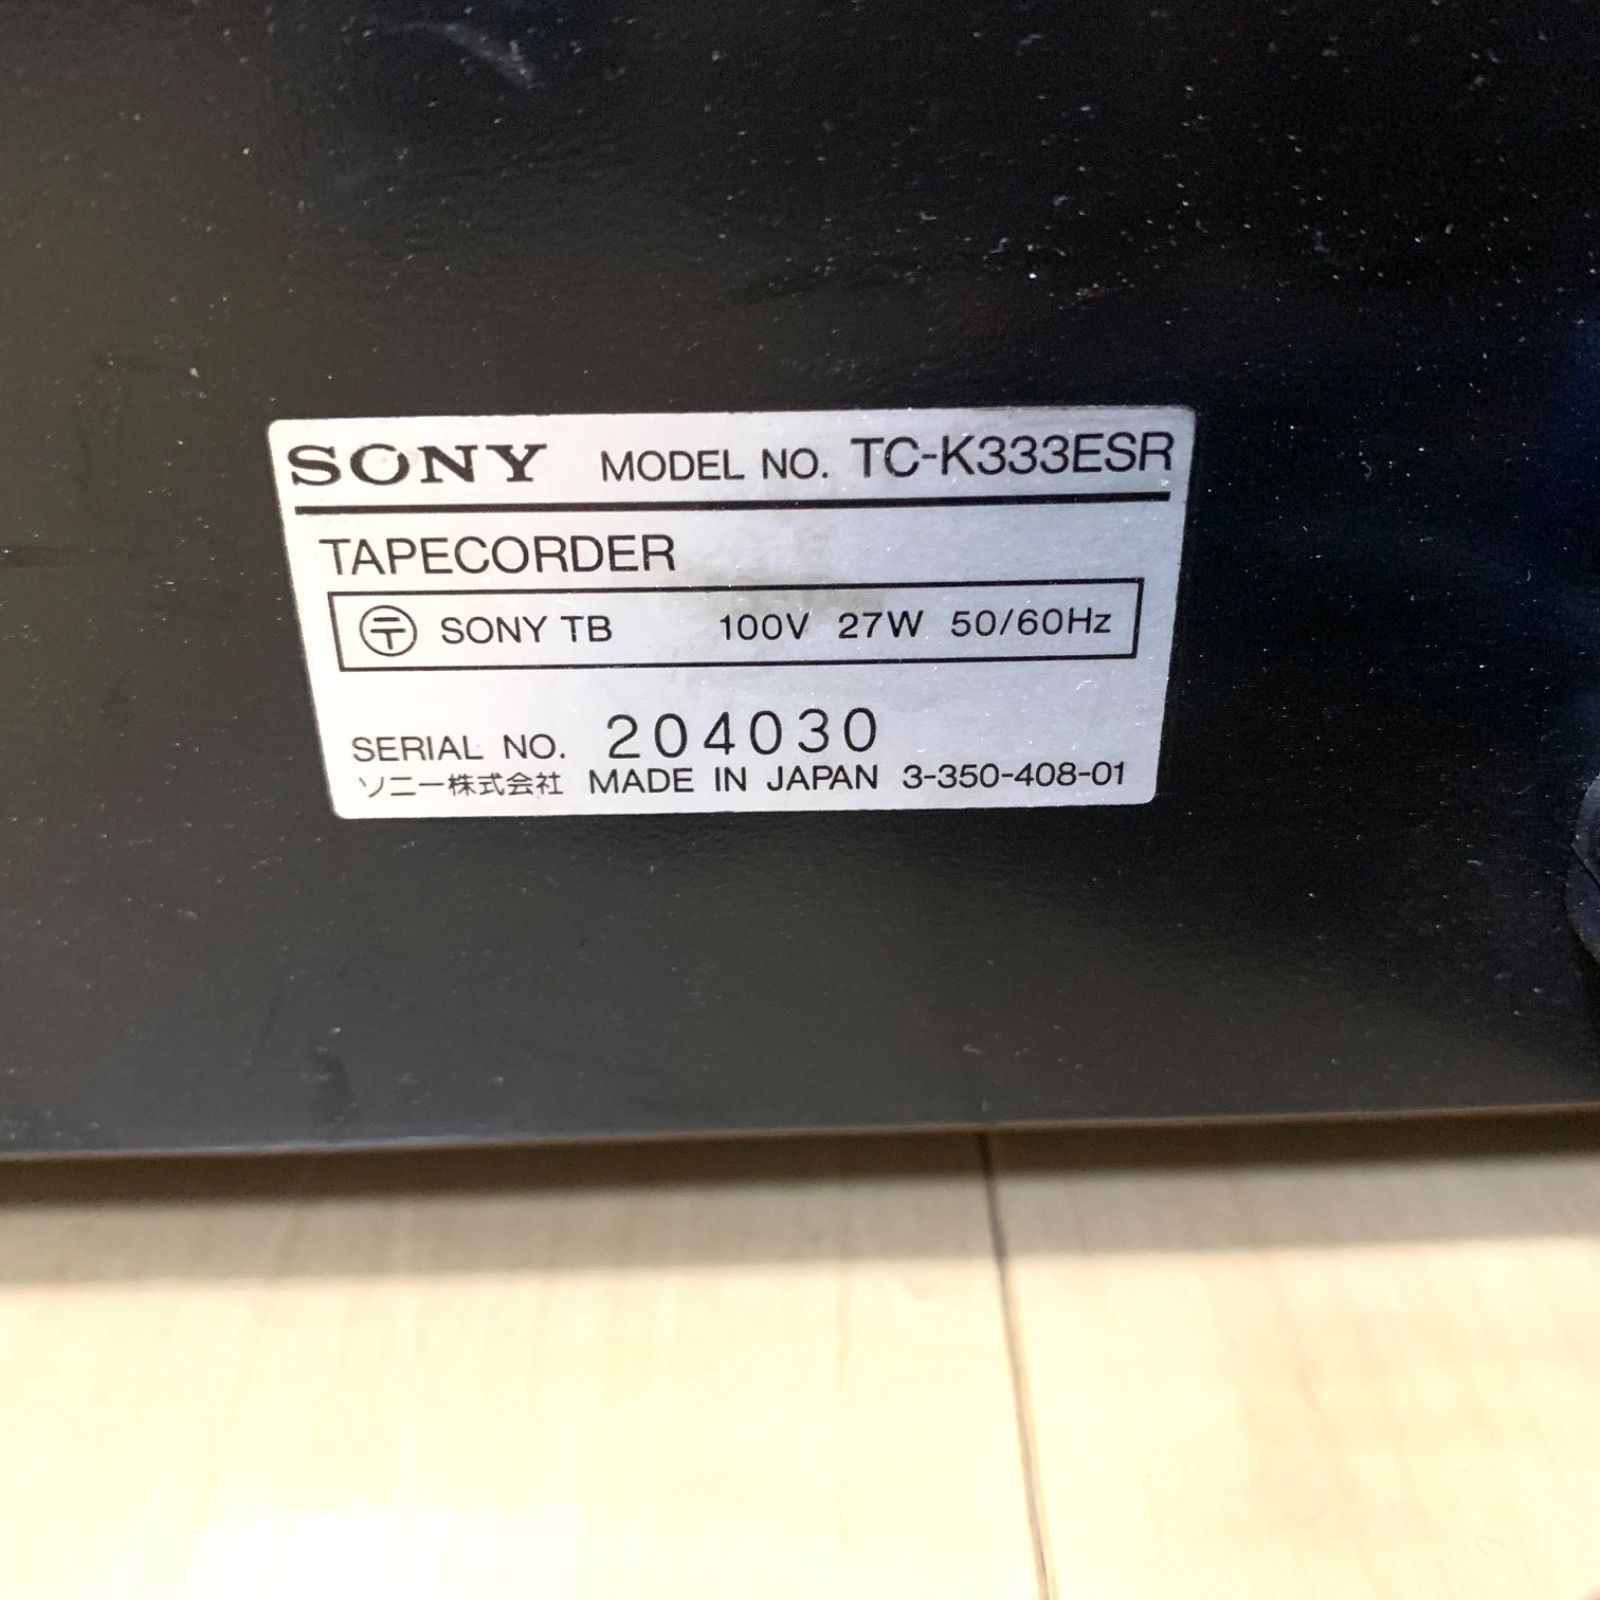 SONY MODEL NO. TC-K333ESR
TAPECORDER
〶 SONY TB 100V 27W 50/60Hz
SERIAL NO. 204030
ソニー株式会社 MADE IN JAPAN 3-350-408-01